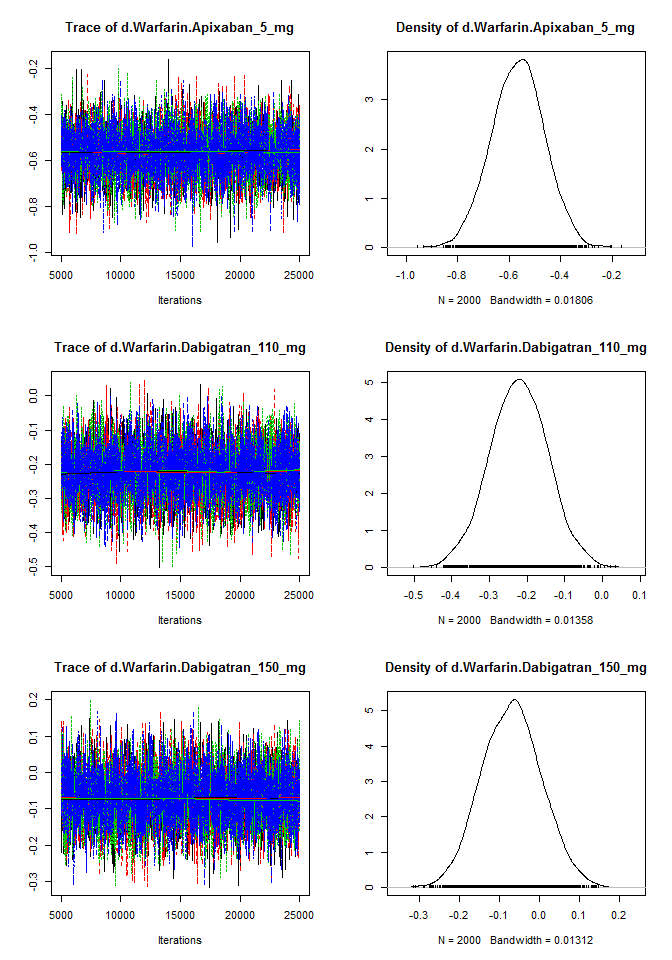 Trace of d.Warfarin.Apixaban_5_mg
-0.2
-0.4
-0.6
-0.8
-1.0
5000 10000 15000 20000 25000
Iterations
Density of d.Warfarin.Apixaban_5_mg
3
2
1
0
-1.0 -0.8 -0.6 -0.4 -0.2
N = 2000 Bandwidth = 0.01806
Trace of d.Warfarin.Dabigatran_110_mg
0.0
-0.1
-0.2
-0.3
-0.4
-0.5
5000 10000 15000 20000 25000
Iterations
Density of d.Warfarin.Dabigatran_110_mg
5
4
3
2
1
0
-0.5 -0.4 -0.3 -0.2 -0.1 0.0 0.1
N = 2000 Bandwidth = 0.01358
Trace of d.Warfarin.Dabigatran_150_mg
0.2
0.1
0.0
-0.1
-0.2
-0.3
5000 10000 15000 20000 25000
Iterations
Density of d.Warfarin.Dabigatran_150_mg
5
4
3
2
1
0
-0.3 -0.2 -0.1 0.0 0.1 0.2
N = 2000 Bandwidth = 0.01312